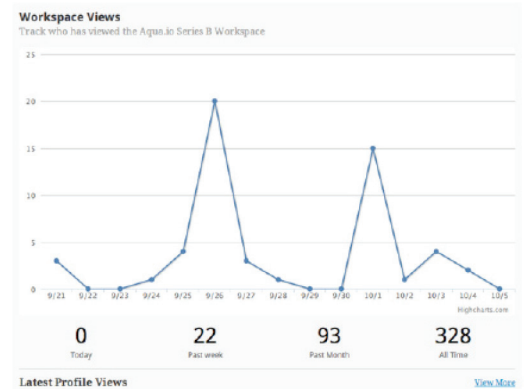 Workspace Views
Track who has viewed the Aqua.io Series B Workspace
25
20
15
10
5
0
9/21 9/22 9/23 9/24 9/25 9/26 9/27 9/28 9/29 9/30 10/1 10/2 10/3 10/4 10/5
Highcharts.com
0 22 93 328
Today Past week Past Month All Time
Latest Profile Views View More